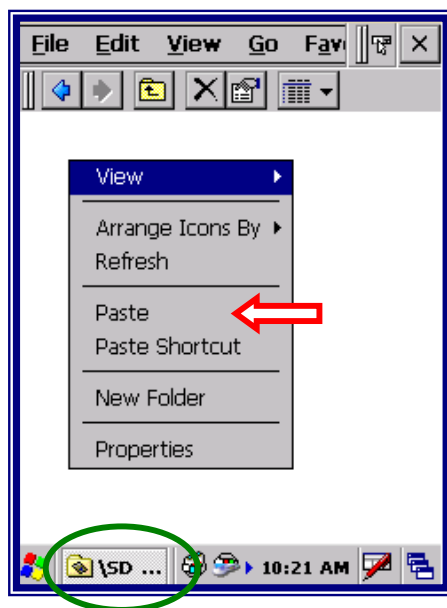 File Edit View Go Fav
View
Arrange Icons By
Refresh
Paste
Paste Shortcut
New Folder
Properties
\SD ... 10:21 AM